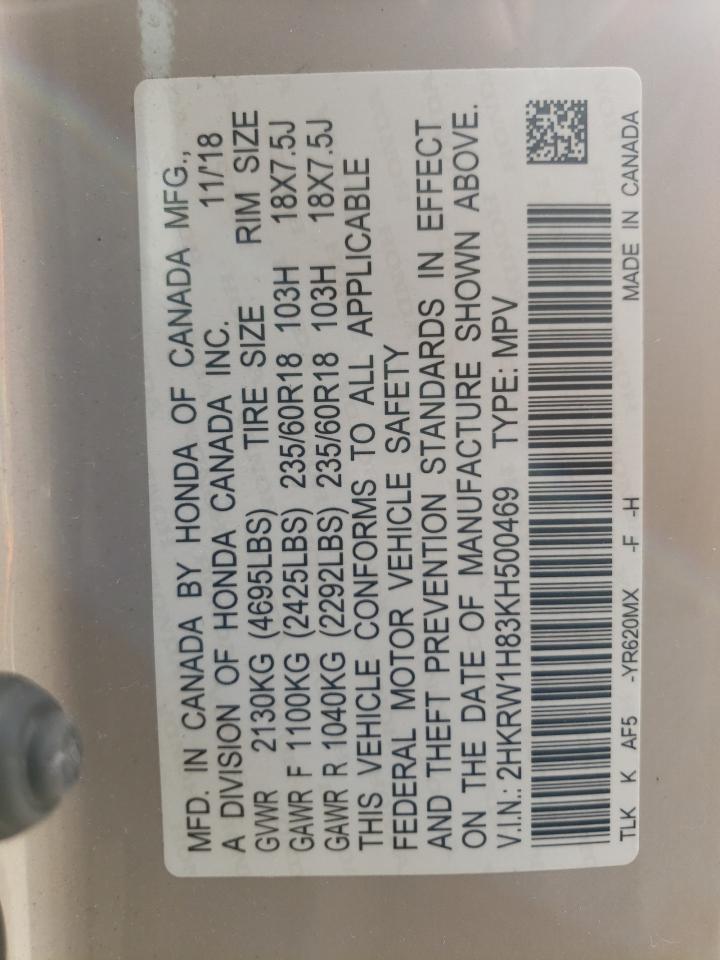 MFD. IN CANADA BY HONDA OF CANADA MFG.,
A DIVISION OF HONDA CANADA INC. 11/'18
GVWR 2130KG (4695LBS) TIRE SIZE RIM SIZE
GAWR F 1100KG (2425LBS) 235/60R18 103H 18X7.5J
GAWR R 1040KG (2292LBS) 235/60R18 103H 18X7.5J
THIS VEHICLE CONFORMS TO ALL APPLICABLE
FEDERAL MOTOR VEHICLE SAFETY
AND THEFT PREVENTION STANDARDS IN EFFECT
ON THE DATE OF MANUFACTURE SHOWN ABOVE.
V.I.N.: 2HKRW1H83KH500469 TYPE: MPV
TLK K AF5 -YR620MX -F -H MADE IN CANADA